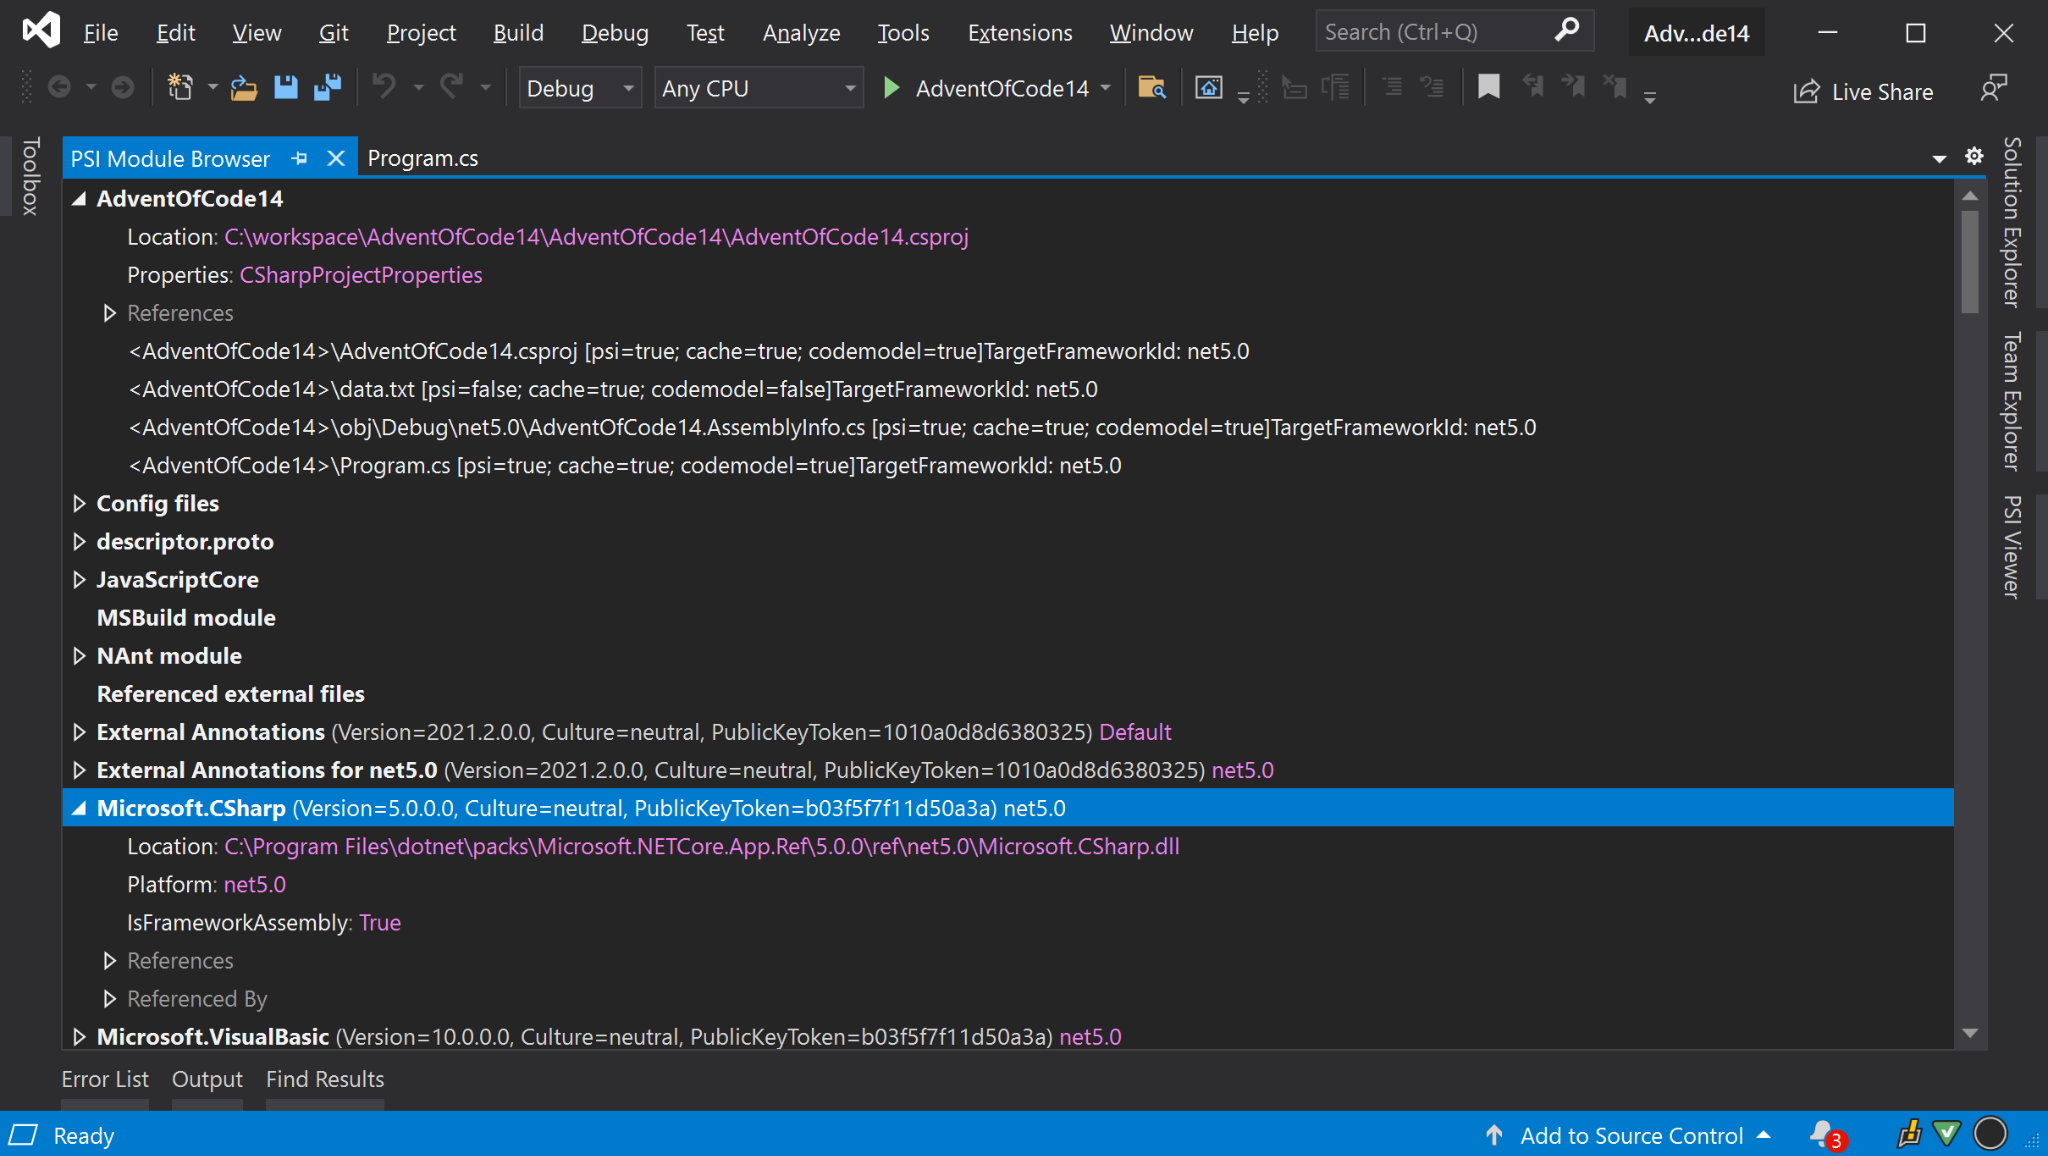 File Edit View Git Project Build Debug Test Analyze Tools Extensions Window Help Search (Ctrl+Q) Adv...de14
Debug Any CPU AdventOfCode14 Live Share
Toolbox
PSI Module Browser Program.cs
AdventOfCode14
Location: C:\workspace\AdventOfCode14\AdventOfCode14\AdventOfCode14.csproj
Properties: CSharpProjectProperties
References
<AdventOfCode14>\AdventOfCode14.csproj [psi=true; cache=true; codemodel=true]TargetFrameworkId: net5.0
<AdventOfCode14>\data.txt [psi=false; cache=true; codemodel=false]TargetFrameworkId: net5.0
<AdventOfCode14>\obj\Debug\net5.0\AdventOfCode14.AssemblyInfo.cs [psi=true; cache=true; codemodel=true]TargetFrameworkId: net5.0
<AdventOfCode14>\Program.cs [psi=true; cache=true; codemodel=true]TargetFrameworkId: net5.0
Config files
descriptor.proto
JavaScriptCore
MSBuild module
NAnt module
Referenced external files
External Annotations (Version=2021.2.0.0, Culture=neutral, PublicKeyToken=1010a0d8d6380325) Default
External Annotations for net5.0 (Version=2021.2.0.0, Culture=neutral, PublicKeyToken=1010a0d8d6380325) net5.0
Microsoft.CSharp (Version=5.0.0.0, Culture=neutral, PublicKeyToken=b03f5f7f11d50a3a) net5.0
Location: C:\Program Files\dotnet\packs\Microsoft.NETCore.App.Ref\5.0.0\ref\net5.0\Microsoft.CSharp.dll
Platform: net5.0
IsFrameworkAssembly: True
References
Referenced By
Microsoft.VisualBasic (Version=10.0.0.0, Culture=neutral, PublicKeyToken=b03f5f7f11d50a3a) net5.0
Solution Explorer
Team Explorer
PSI Viewer
Error List Output Find Results
Ready Add to Source Control 3